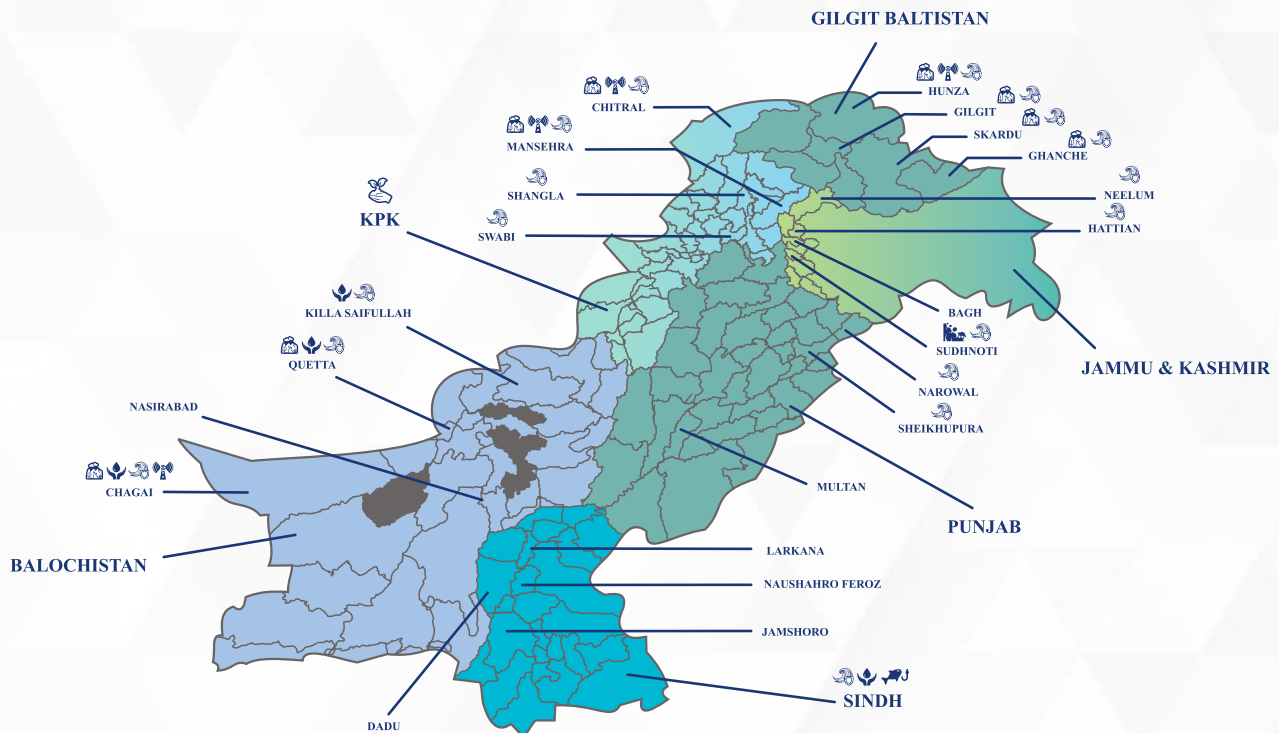 GILGIT BALTISTAN
HUNZA
CHITRAL
GILGIT
SKARDU
MANSEHRA
GHANCHE
SHANGLA
NEELUM
KPK
HATTIAN
SWABI
KILLA SAIFULLAH
BAGH
SUDHNOTI
QUETTA
JAMMU & KASHMIR
NAROWAL
NASIRABAD
SHEIKHUPURA
MULTAN
CHAGAI
PUNJAB
LARKANA
BALOCHISTAN
NAUSHAHRO FEROZ
JAMSHORO
SINDH
DADU